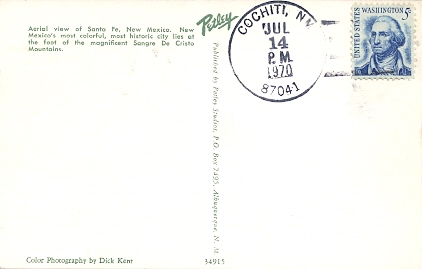 Aerial view of Santa Fe, New Mexico. New
Mexico's most colorful, most historic city lies at
the foot of the magnificent Sangre De Cristo
Mountains.
Petley
Published by Petley Studios, P.O. Box 7495, Albuquerque, N. M.
COCHITI, NM
JUL
14
P.M.
1970
87041
UNITED STATES
WASHINGTON
5c
Color Photography by Dick Kent
34915